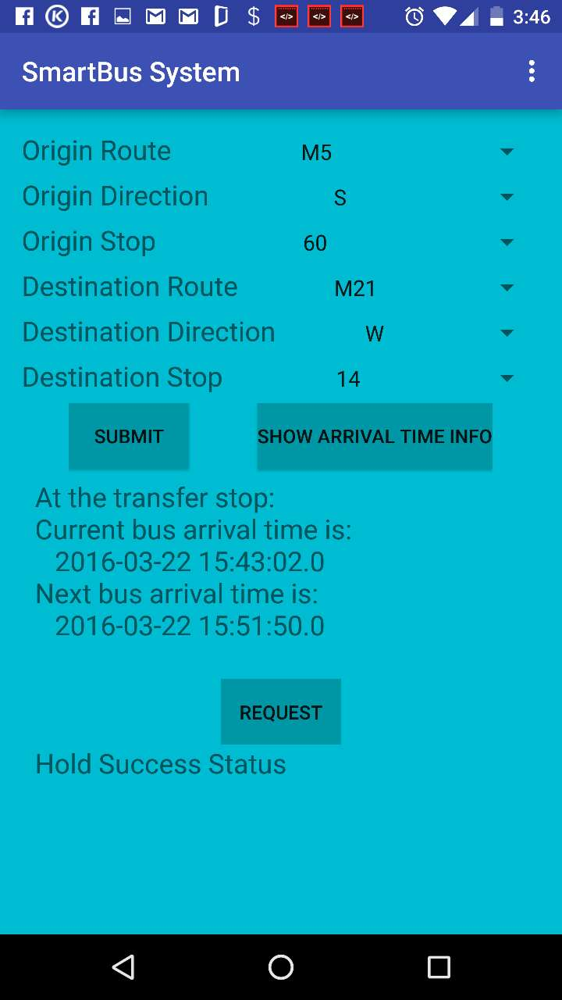 3:46
SmartBus System
Origin Route M5
Origin Direction S
Origin Stop 60
Destination Route M21
Destination Direction W
Destination Stop 14
SUBMIT SHOW ARRIVAL TIME INFO
At the transfer stop:
Current bus arrival time is:
2016-03-22 15:43:02.0
Next bus arrival time is:
2016-03-22 15:51:50.0
REQUEST
Hold Success Status